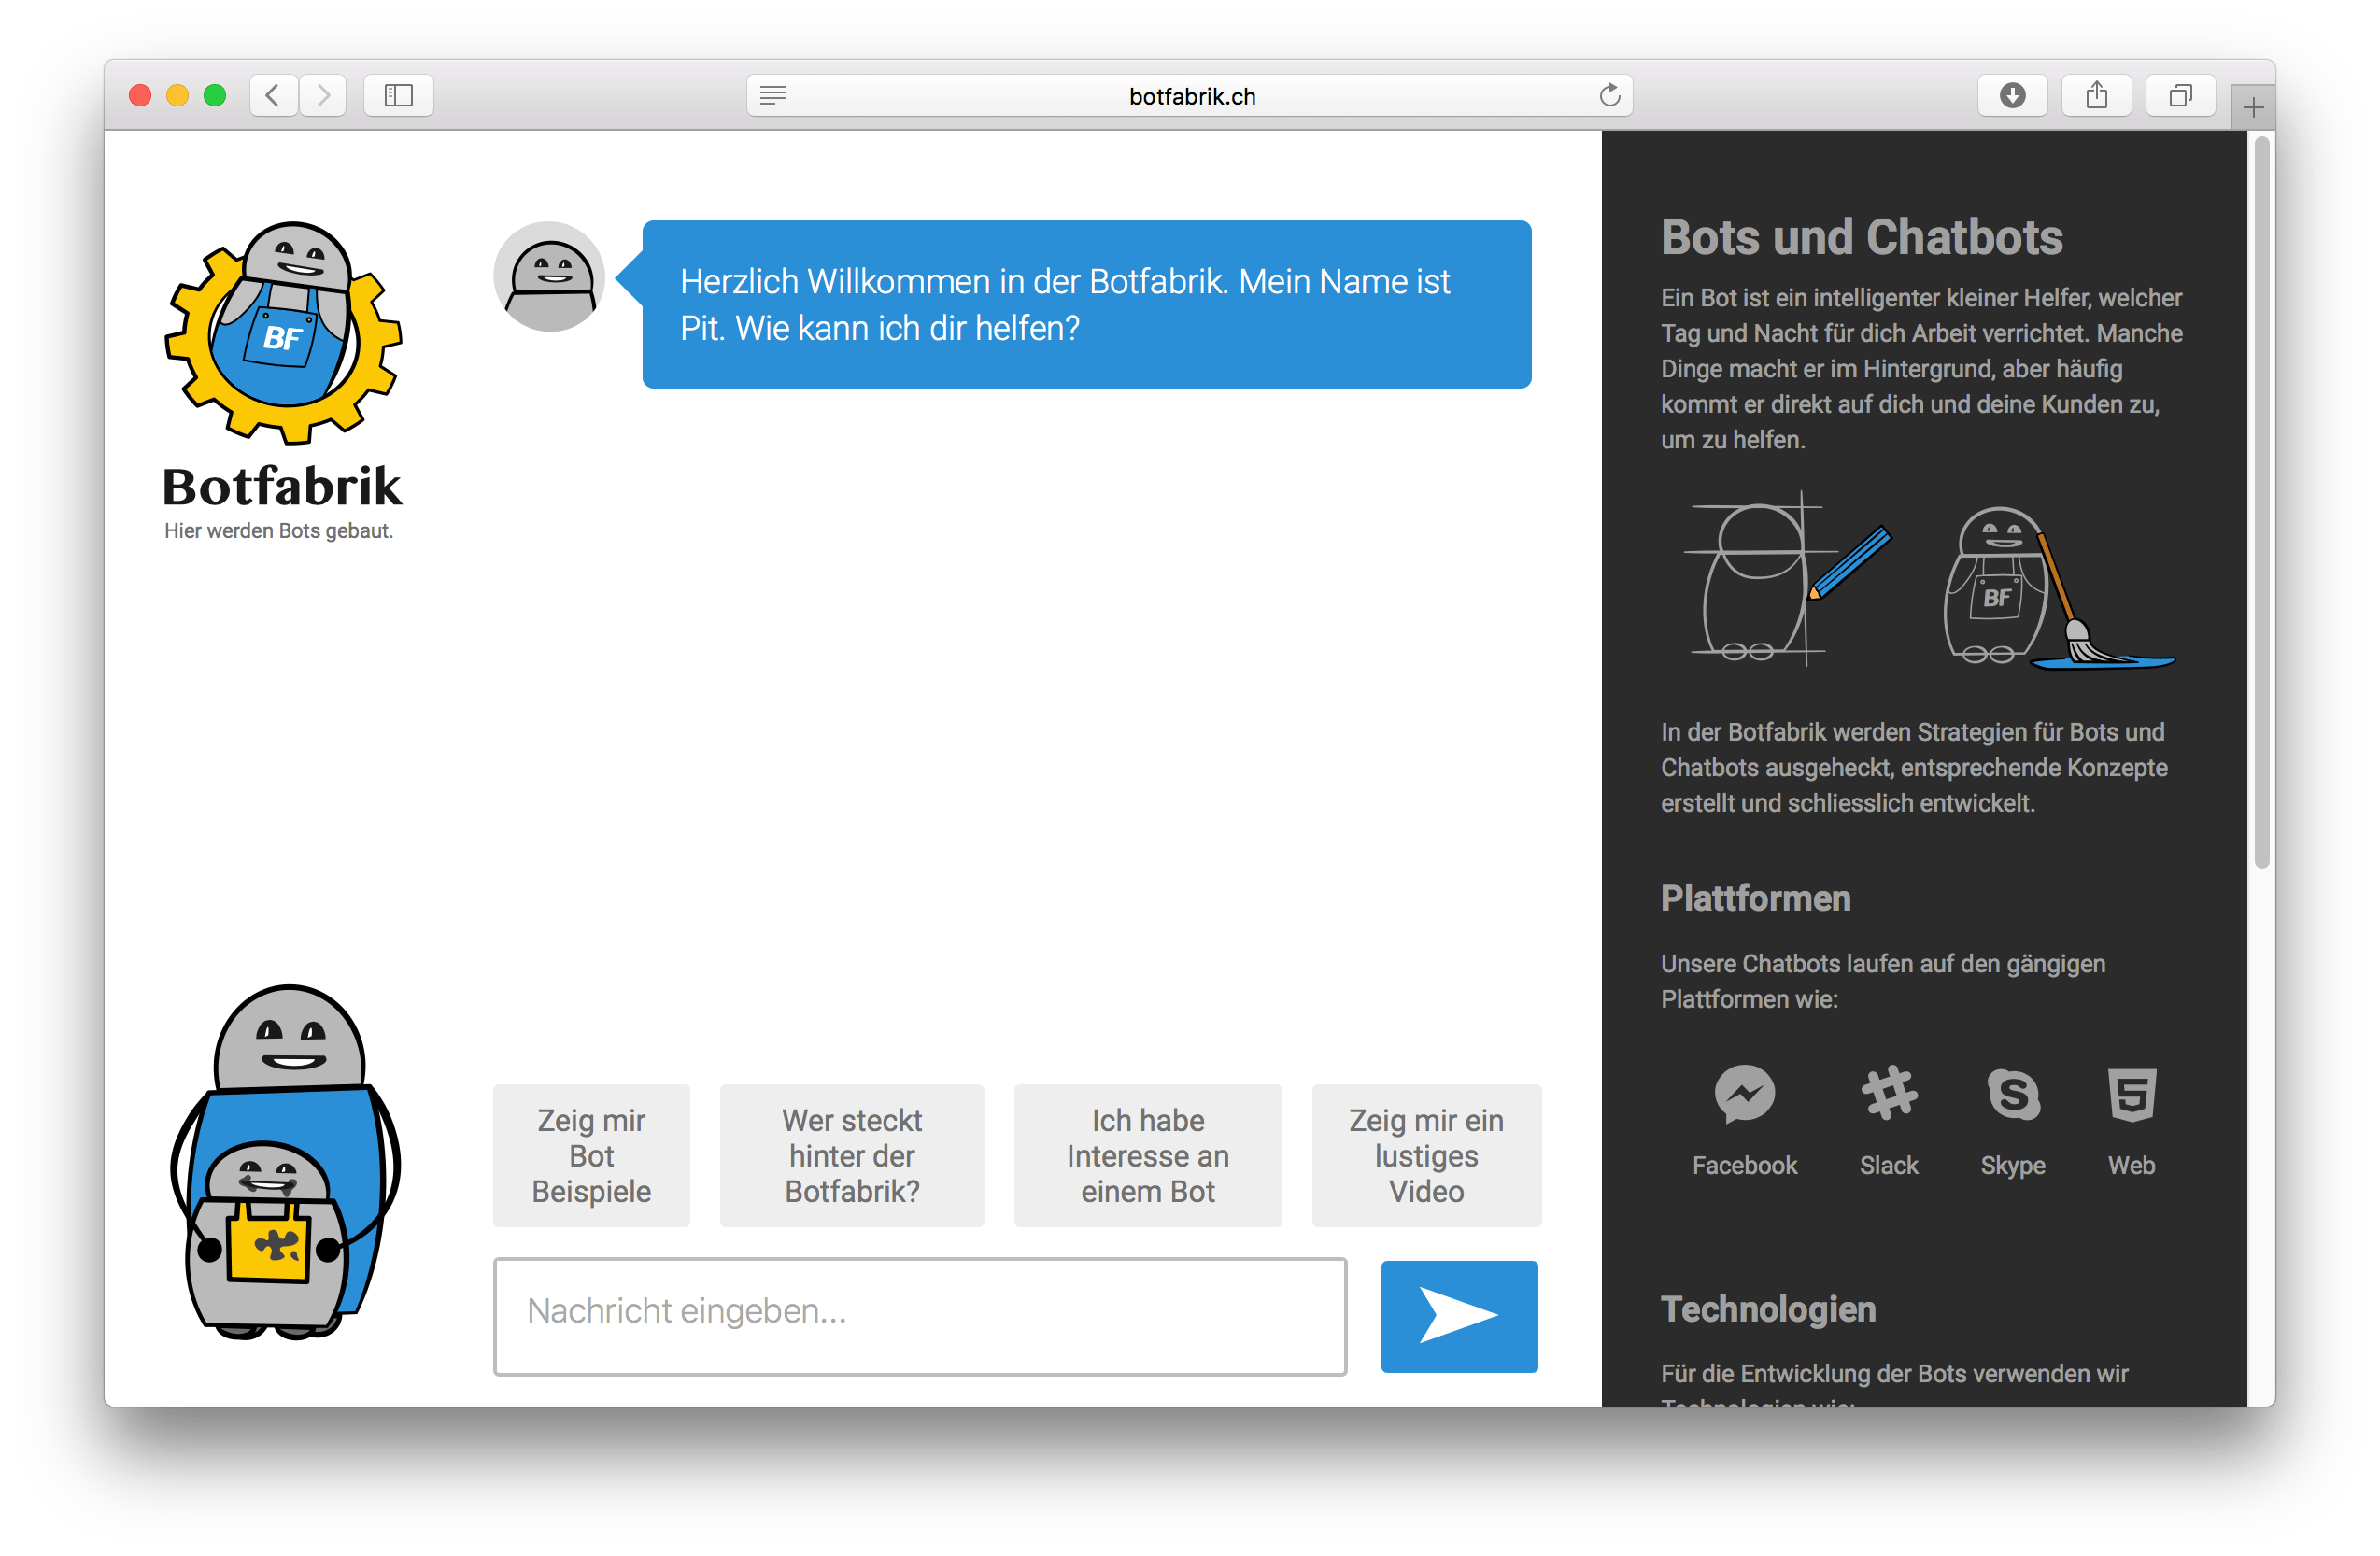 botfabrik.ch
BF
Botfabrik
Hier werden Bots gebaut.
Herzlich Willkommen in der Botfabrik. Mein Name ist
Pit. Wie kann ich dir helfen?
Zeig mir
Bot
Beispiele
Wer steckt
hinter der
Botfabrik?
Ich habe
Interesse an
einem Bot
Zeig mir ein
lustiges
Video
Nachricht eingeben...
Bots und Chatbots
Ein Bot ist ein intelligenter kleiner Helfer, welcher
Tag und Nacht für dich Arbeit verrichtet. Manche
Dinge macht er im Hintergrund, aber häufig
kommt er direkt auf dich und deine Kunden zu,
um zu helfen.
BF
In der Botfabrik werden Strategien für Bots und
Chatbots ausgeheckt, entsprechende Konzepte
erstellt und schliesslich entwickelt.
Plattformen
Unsere Chatbots laufen auf den gängigen
Plattformen wie:
Facebook
Slack
Skype
Web
Technologien
Für die Entwicklung der Bots verwenden wir
Technologien wie: